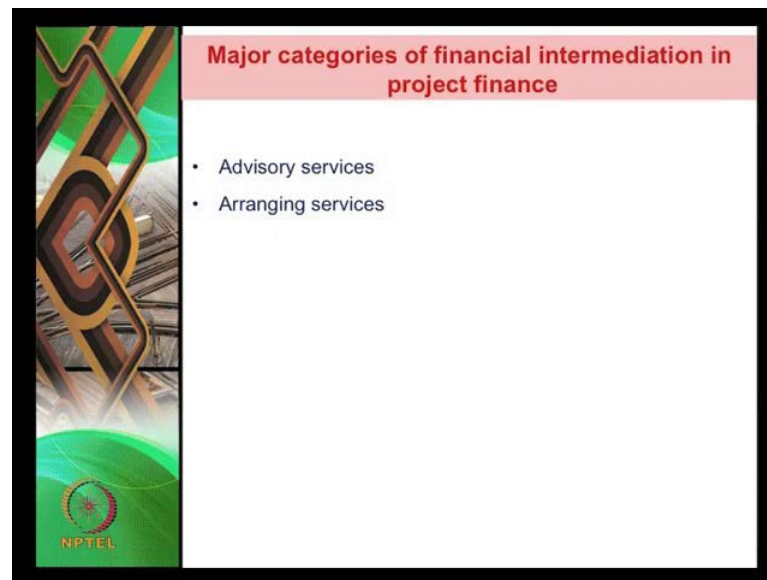 Major categories of financial intermediation in
project finance
• Advisory services
• Arranging services
NPTEL